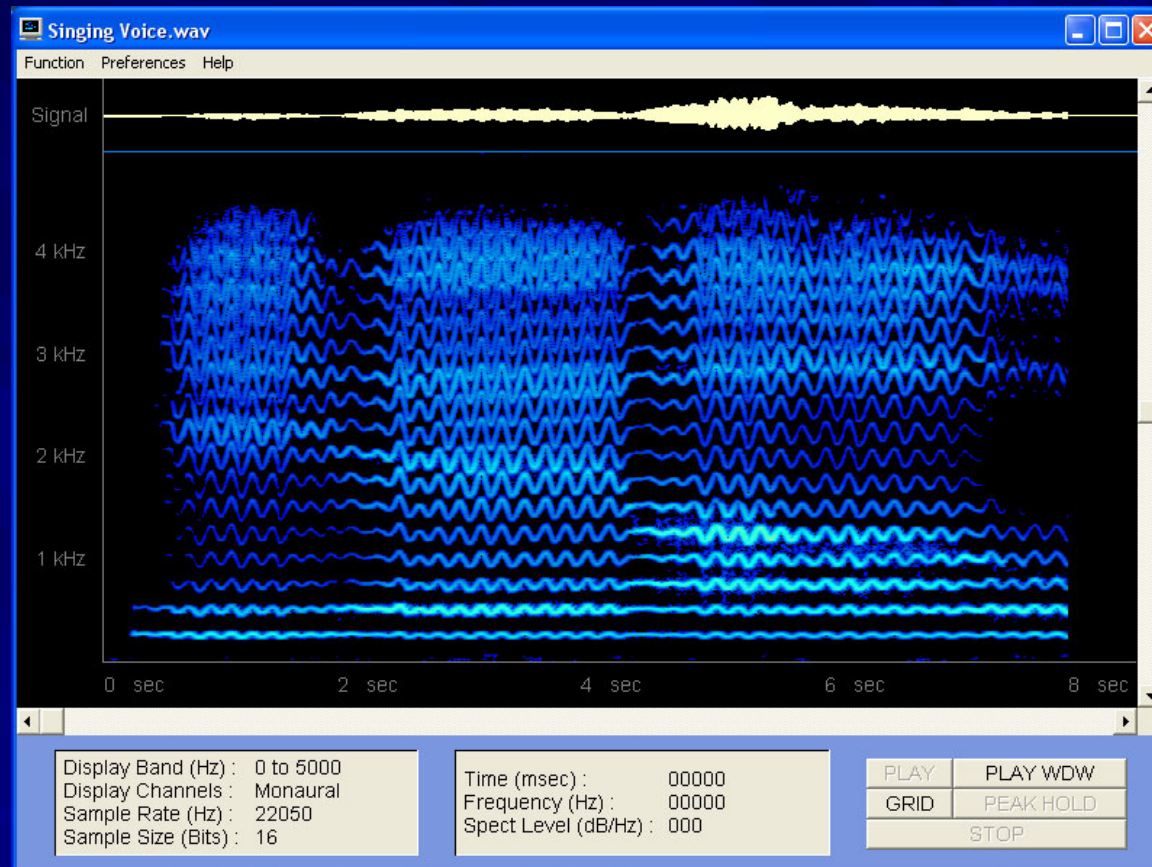 Singing Voice.wav
Function Preferences Help
Signal
4 kHz
3 kHz
2 kHz
1 kHz
0 sec 2 sec 4 sec 6 sec 8 sec
Display Band (Hz) : 0 to 5000
Display Channels : Monaural
Sample Rate (Hz) : 22050
Sample Size (Bits) : 16
Time (msec) : 00000
Frequency (Hz) : 00000
Spect Level (dB/Hz) : 000
PLAY PLAY WDW
GRID PEAK HOLD
STOP